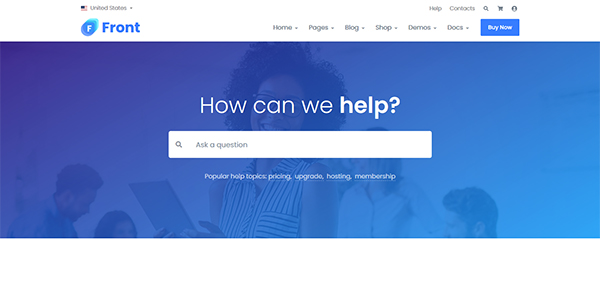 United States
Help Contacts
F Front
Home Pages Blog Shop Demos Docs Buy Now
How can we help?
Ask a question
Popular help topics: pricing, upgrade, hosting, membership